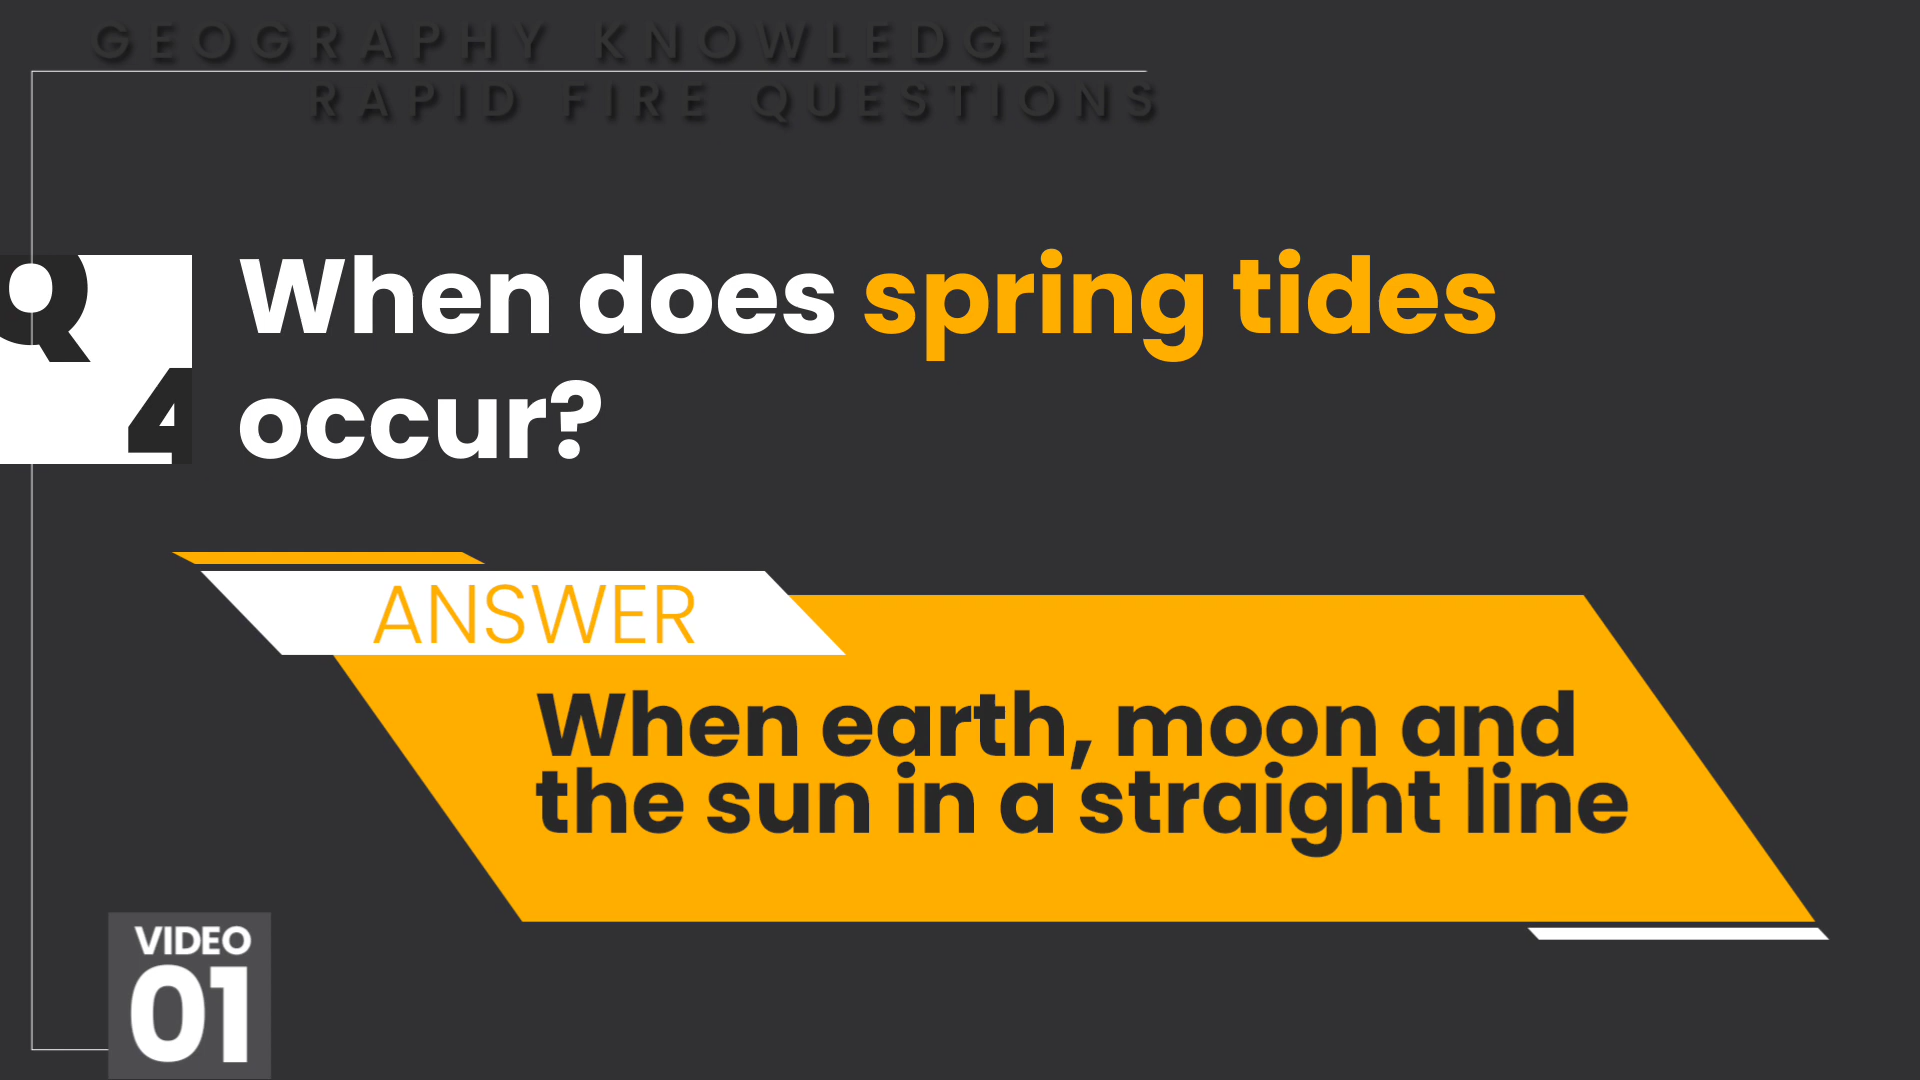 GEOGRAPHY KNOWLEDGE
RAPID FIRE QUESTIONS
Q
4
When does spring tides
occur?
ANSWER
When earth, moon and
the sun in a straight line
VIDEO
01